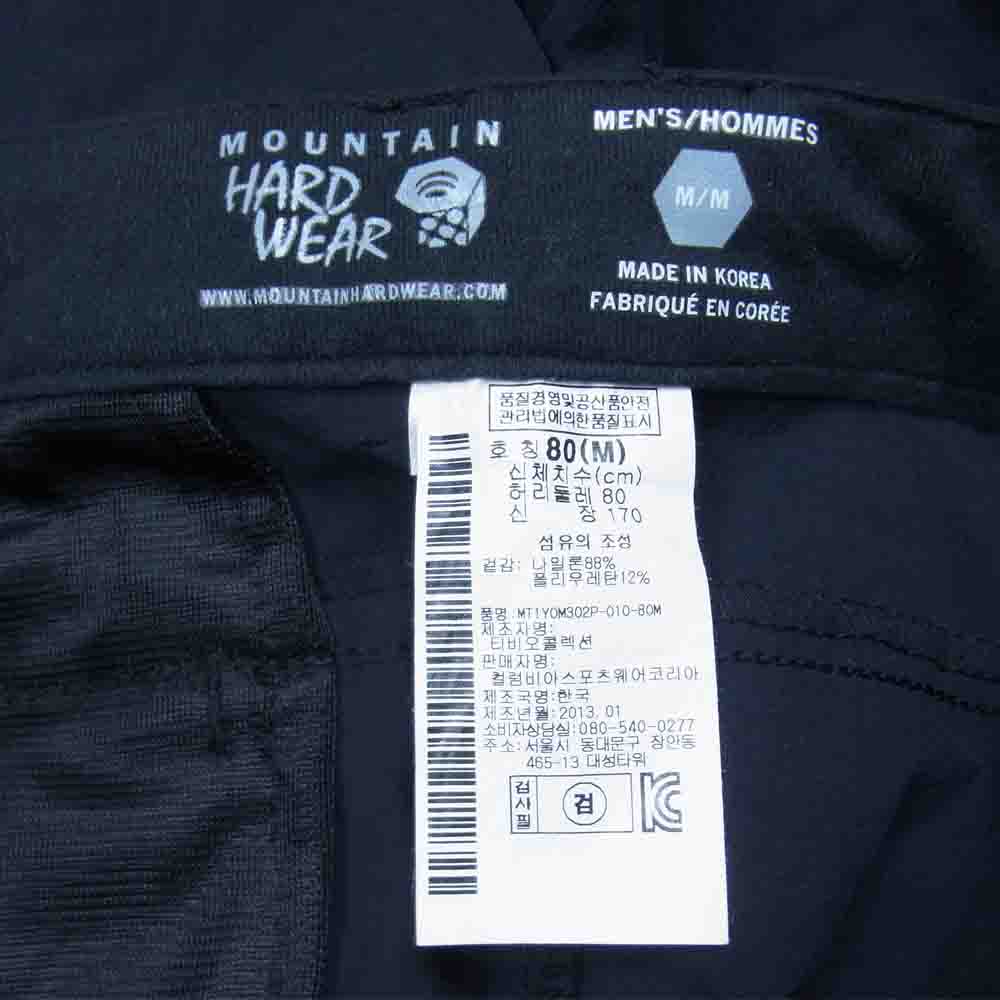 MOUNTAIN
HARD
WEAR
WWW.MOUNTAINHARDWEAR.COM
MEN'S/HOMMES
M/M
MADE IN KOREA
FABRIQUÉ EN CORÉE
품질경영및공산품안전
관리법에의한품질표시
호 칭 80(M)
신체치수(cm)
허리둘레 80
신 장 170
섬유의 조성
겉감: 나일론88%
폴리우레탄12%
품명: MT1YOM302P-010-80M
제조자명:
티비오콜렉션
판매자명:
컬럼비아스포츠웨어코리아
제조국명:한국
제조년월:2013.01
소비자상담실:080-540-0277
주소:서울시 동대문구 장안동
465-13 대성타워
검사필
검
KC